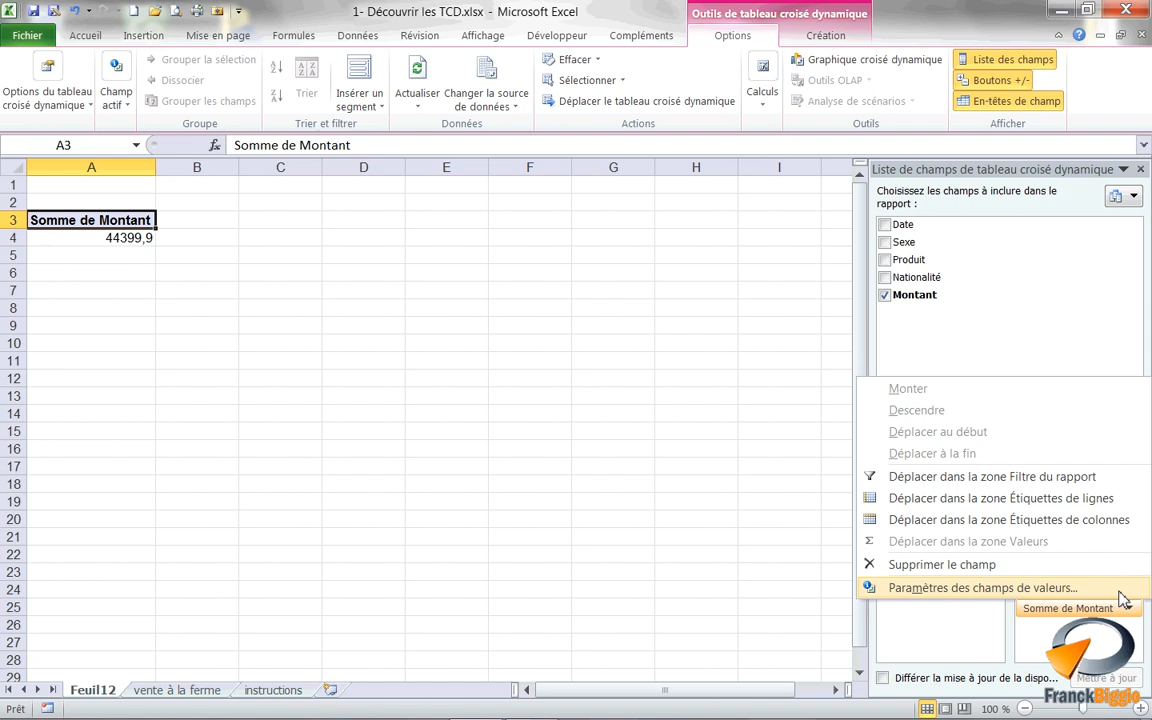 1- Découvrir les TCD.xlsx - Microsoft Excel
Outils de tableau croisé dynamique
Fichier Accueil Insertion Mise en page Formules Données Révision Affichage Développeur Compléments Options Création
Options du tableau croisé dynamique
Champ actif
Grouper la sélection
Dissocier
Grouper les champs
Groupe
Trier
Insérer un segment
Trier et filtrer
Actualiser
Changer la source de données
Données
Effacer
Sélectionner
Déplacer le tableau croisé dynamique
Actions
Calculs
Graphique croisé dynamique
Outils OLAP
Analyse de scénarios
Outils
Liste des champs
Boutons +/-
En-têtes de champ
Afficher
A3 fx Somme de Montant
A B C D E F G H I
1
2
3 Somme de Montant
4 44399,9
5
6
7
8
9
10
11
12
13
14
15
16
17
18
19
20
21
22
23
24
25
26
27
28
29
Liste de champs de tableau croisé dynamique
Choisissez les champs à inclure dans le
rapport :
Date
Sexe
Produit
Nationalité
Montant
Monter
Descendre
Déplacer au début
Déplacer à la fin
Déplacer dans la zone Filtre du rapport
Déplacer dans la zone Étiquettes de lignes
Déplacer dans la zone Étiquettes de colonnes
Σ Déplacer dans la zone Valeurs
Supprimer le champ
Paramètres des champs de valeurs...
Somme de Montant
Différer la mise à jour de la dispo... Mettre à jour
FranckBiggio
Feuil12 vente à la ferme instructions
Prêt 100 %